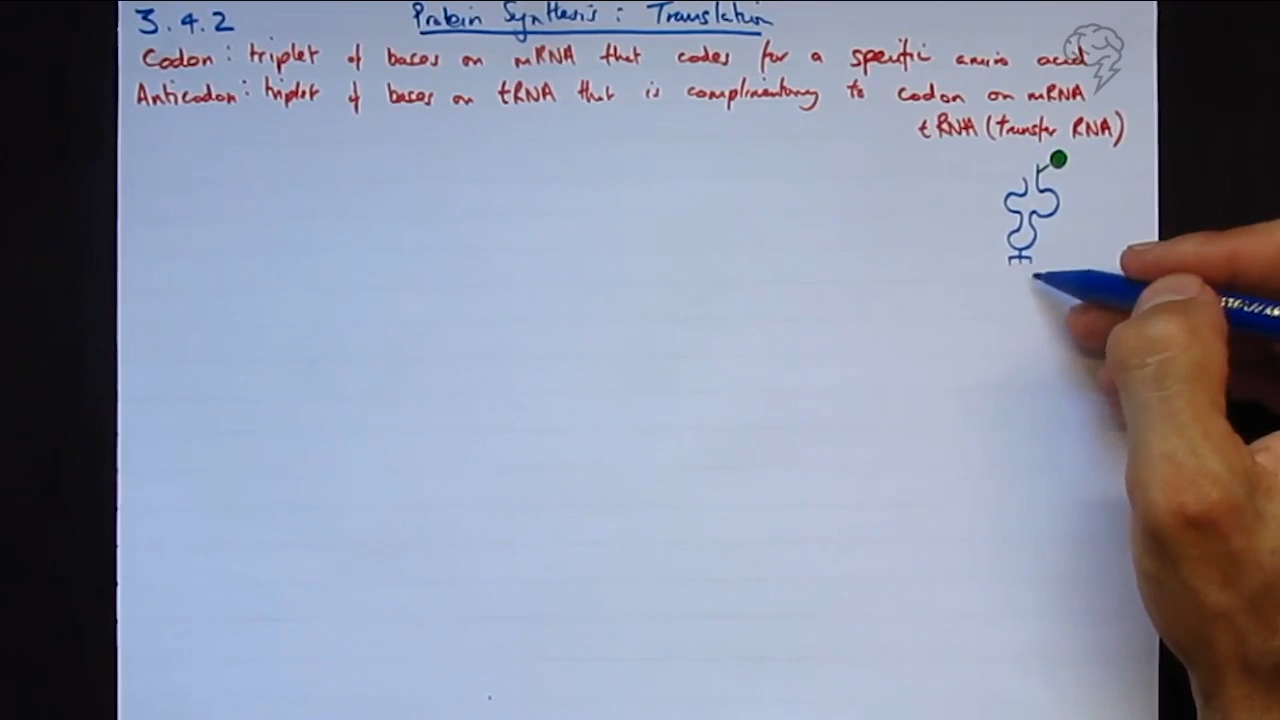 3.4.2 Protein Synthesis : Translation
Codon : triplet of bases on mRNA that codes for a specific amino acid
Anticodon : triplet of bases on tRNA that is complimentary to codon on mRNA
tRNA (transfer RNA)